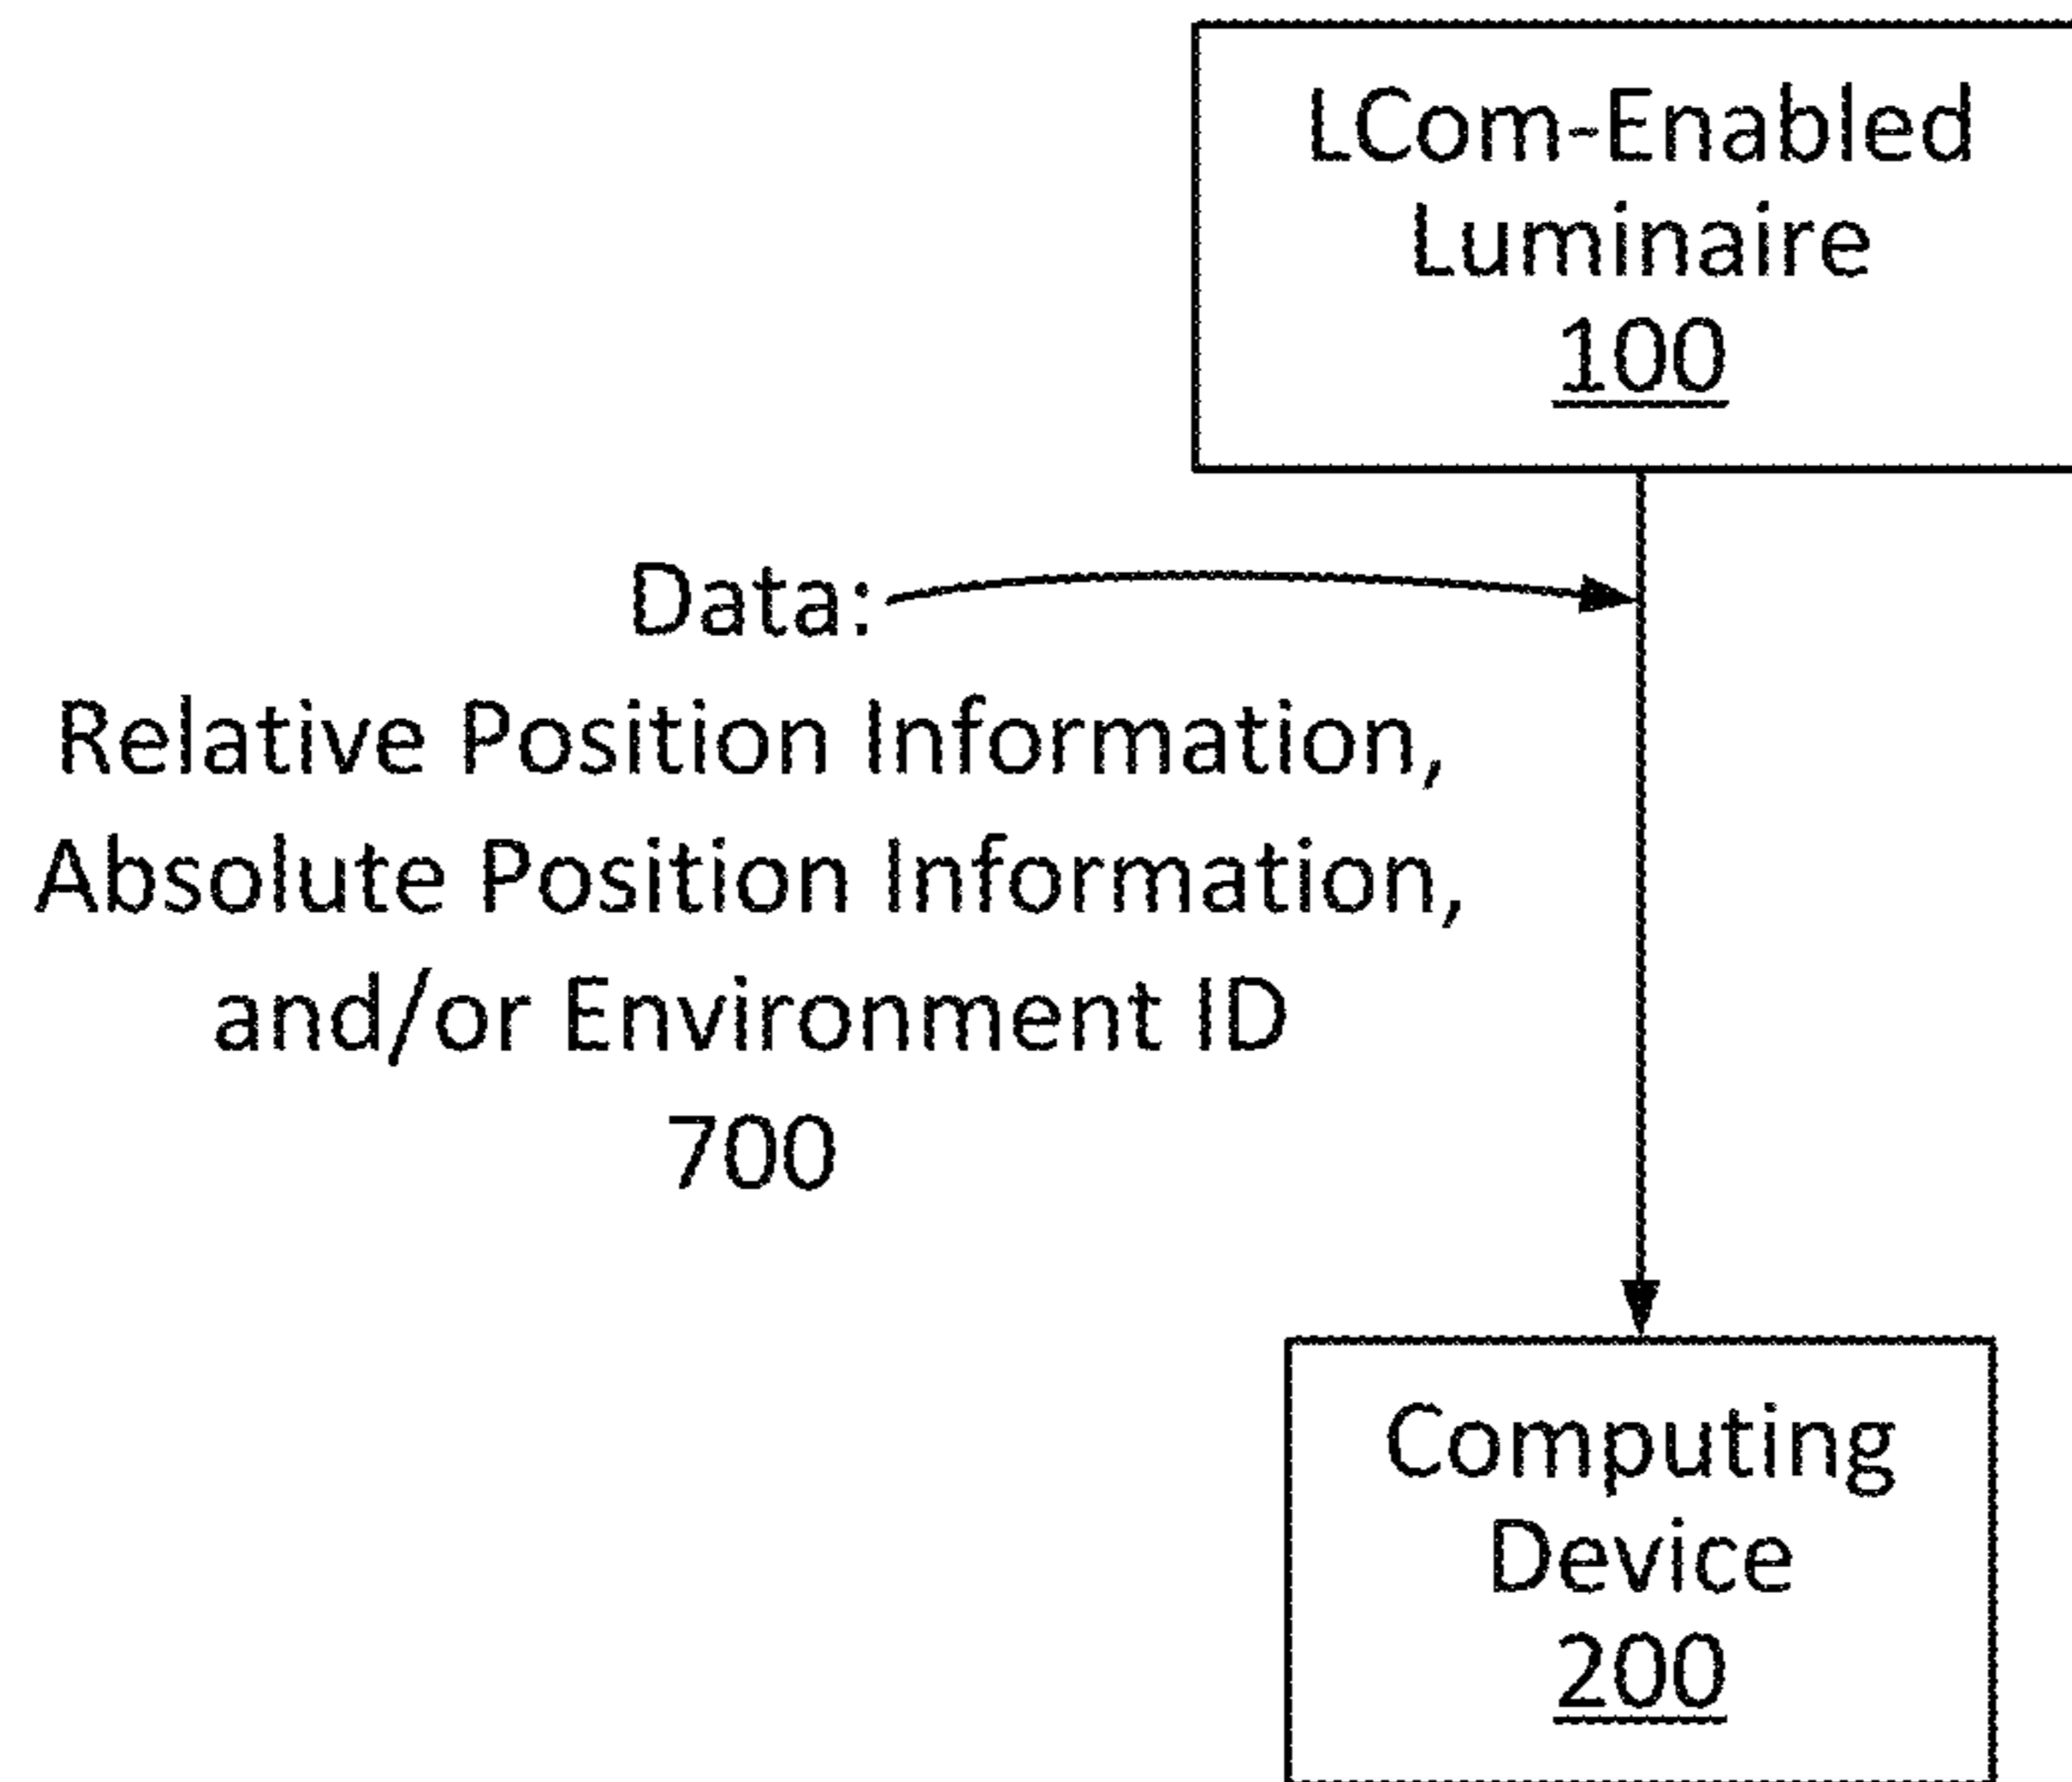 LCom-Enabled
Luminaire
100
Data:
Relative Position Information,
Absolute Position Information,
and/or Environment ID
700
Computing
Device
200